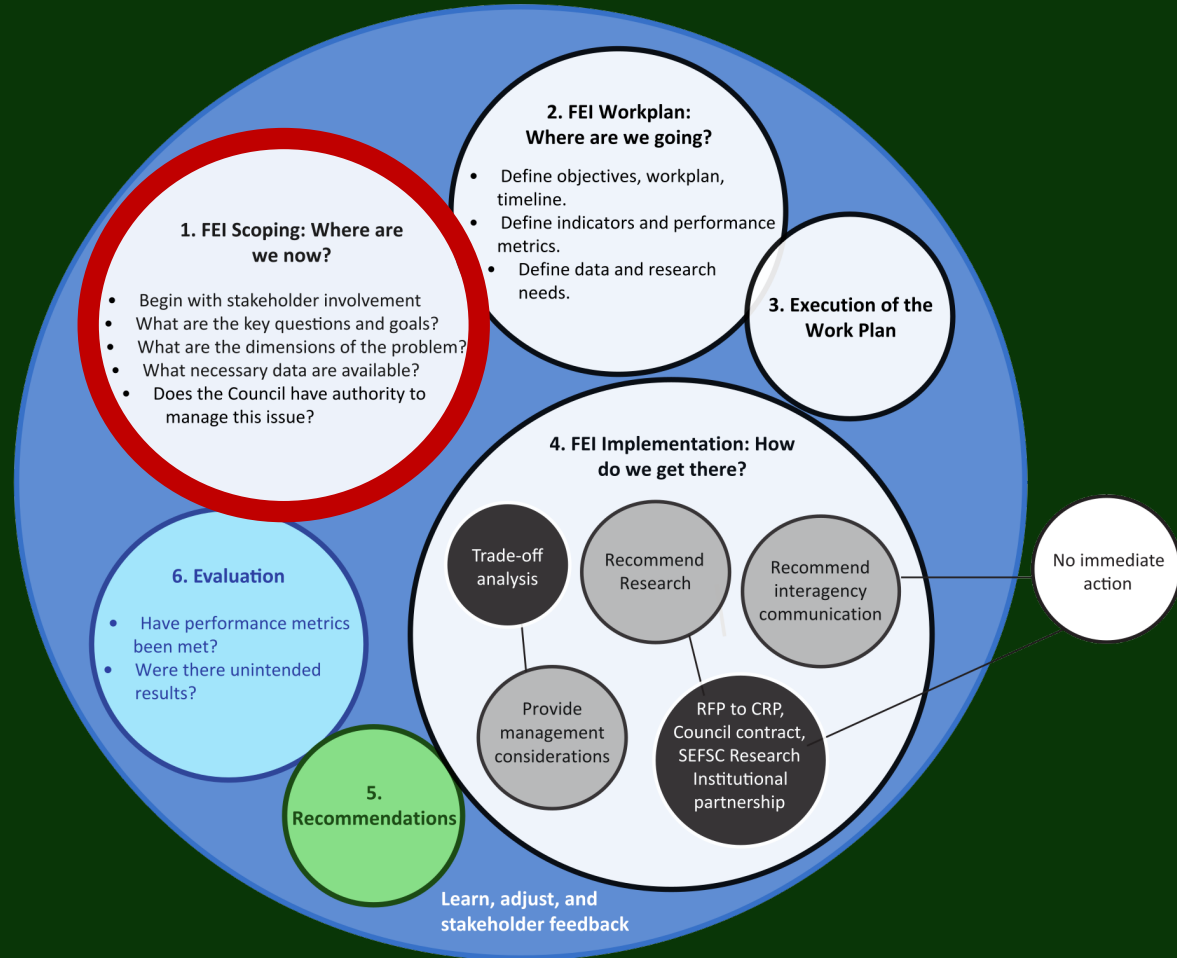 1. FEI Scoping: Where are
we now?
• Begin with stakeholder involvement
• What are the key questions and goals?
• What are the dimensions of the problem?
• What necessary data are available?
• Does the Council have authority to
manage this issue?
2. FEI Workplan:
Where are we going?
• Define objectives, workplan,
timeline.
• Define indicators and performance
metrics.
• Define data and research
needs.
3. Execution of the
Work Plan
4. FEI Implementation: How
do we get there?
Trade-off
analysis
Recommend
Research
Recommend
interagency
communication
Provide
management
considerations
RFP to CRP,
Council contract,
SEFSC Research
Institutional
partnership
No immediate
action
5.
Recommendations
6. Evaluation
• Have performance metrics
been met?
• Were there unintended
results?
Learn, adjust, and
stakeholder feedback